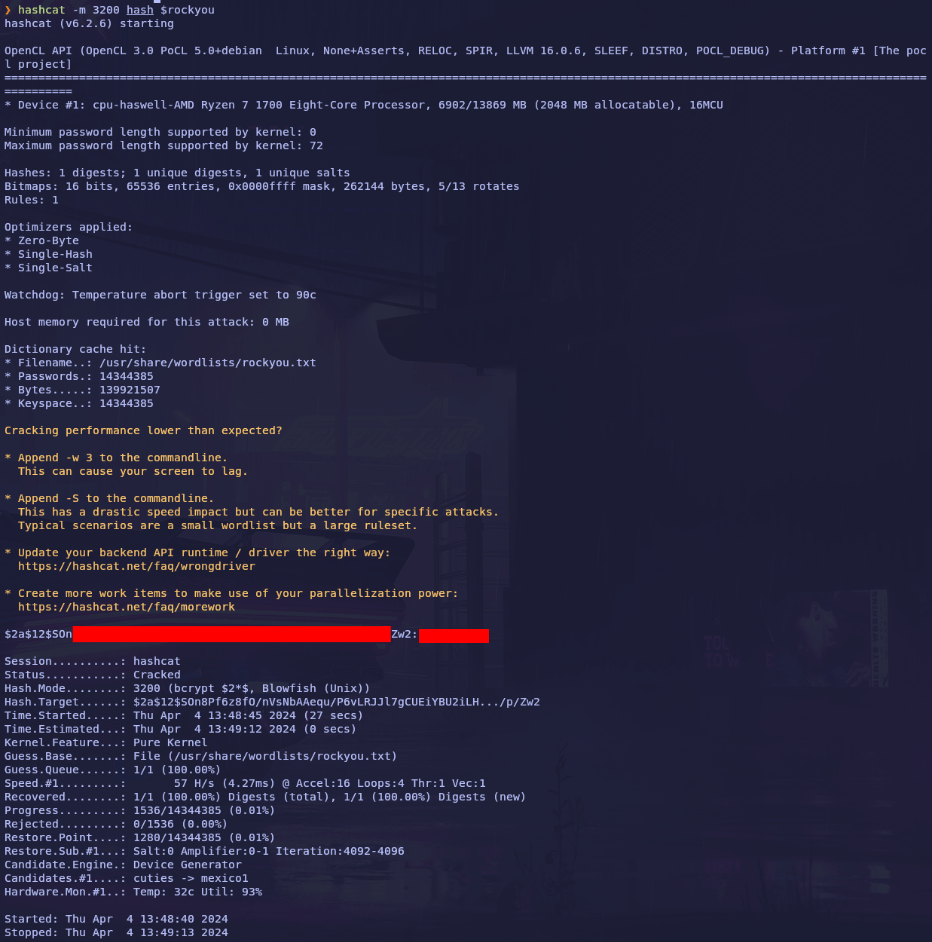 ❯ hashcat -m 3200 hash $rockyou
hashcat (v6.2.6) starting
OpenCL API (OpenCL 3.0 PoCL 5.0+debian  Linux, None+Asserts, RELOC, SPIR, LLVM 16.0.6, SLEEF, DISTRO, POCL_DEBUG) - Platform #1 [The poc
l project]
========================================================================================================================================
==========
* Device #1: cpu-haswell-AMD Ryzen 7 1700 Eight-Core Processor, 6902/13869 MB (2048 MB allocatable), 16MCU
Minimum password length supported by kernel: 0
Maximum password length supported by kernel: 72
Hashes: 1 digests; 1 unique digests, 1 unique salts
Bitmaps: 16 bits, 65536 entries, 0x0000ffff mask, 262144 bytes, 5/13 rotates
Rules: 1
Optimizers applied:
* Zero-Byte
* Single-Hash
* Single-Salt
Watchdog: Temperature abort trigger set to 90c
Host memory required for this attack: 0 MB
Dictionary cache hit:
* Filename..: /usr/share/wordlists/rockyou.txt
* Passwords.: 14344385
* Bytes.....: 139921507
* Keyspace..: 14344385
Cracking performance lower than expected?
* Append -w 3 to the commandline.
  This can cause your screen to lag.
* Append -S to the commandline.
  This has a drastic speed impact but can be better for specific attacks.
  Typical scenarios are a small wordlist but a large ruleset.
* Update your backend API runtime / driver the right way:
  https://hashcat.net/faq/wrongdriver
* Create more work items to make use of your parallelization power:
  https://hashcat.net/faq/morework
$2a$12$SOn Zw2:
Session..........: hashcat
Status...........: Cracked
Hash.Mode........: 3200 (bcrypt $2*$, Blowfish (Unix))
Hash.Target......: $2a$12$SOn8Pf6z8fO/nVsNbAAequ/P6vLRJJl7gCUEiYBU2iLH.../p/Zw2
Time.Started.....: Thu Apr  4 13:48:45 2024 (27 secs)
Time.Estimated...: Thu Apr  4 13:49:12 2024 (0 secs)
Kernel.Feature...: Pure Kernel
Guess.Base.......: File (/usr/share/wordlists/rockyou.txt)
Guess.Queue......: 1/1 (100.00%)
Speed.#1.........:       57 H/s (4.27ms) @ Accel:16 Loops:4 Thr:1 Vec:1
Recovered........: 1/1 (100.00%) Digests (total), 1/1 (100.00%) Digests (new)
Progress.........: 1536/14344385 (0.01%)
Rejected.........: 0/1536 (0.00%)
Restore.Point....: 1280/14344385 (0.01%)
Restore.Sub.#1...: Salt:0 Amplifier:0-1 Iteration:4092-4096
Candidate.Engine.: Device Generator
Candidates.#1....: cuties -> mexico1
Hardware.Mon.#1..: Temp: 32c Util: 93%
Started: Thu Apr  4 13:48:40 2024
Stopped: Thu Apr  4 13:49:13 2024